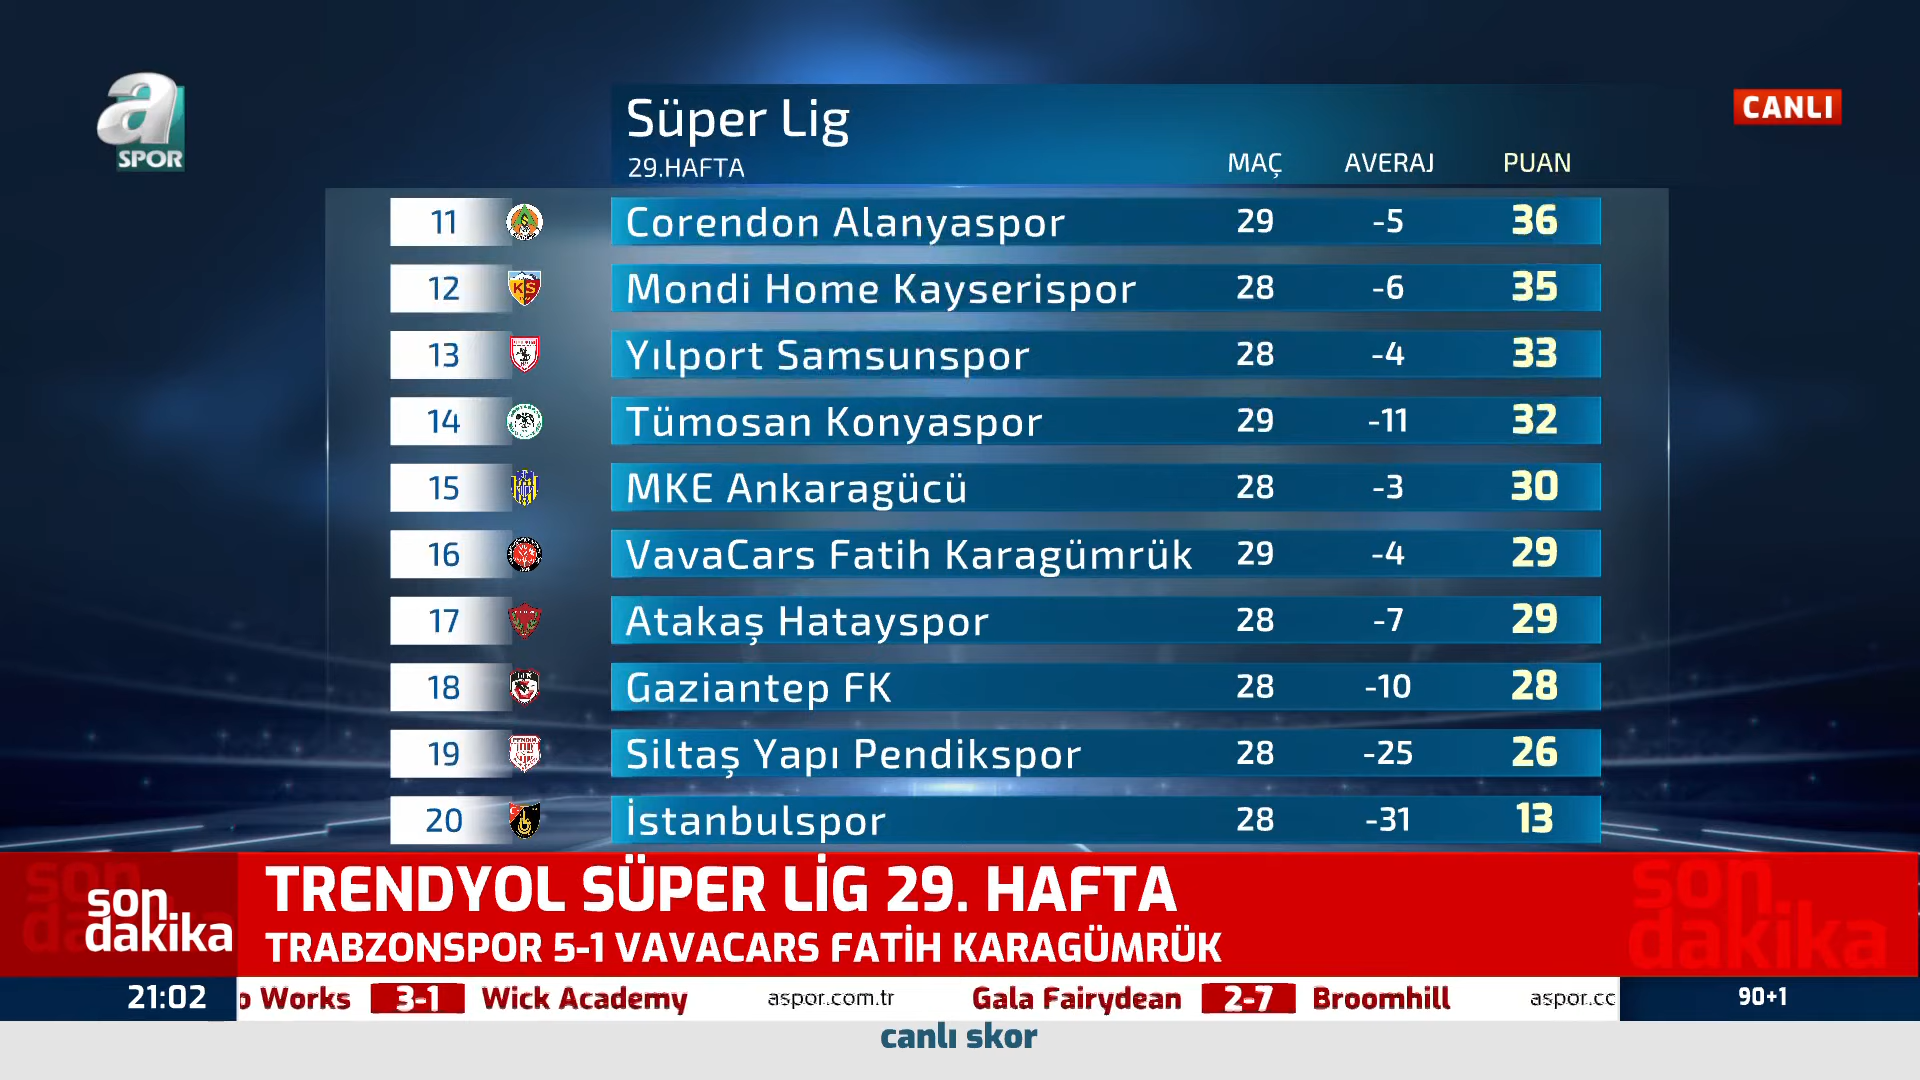 a
SPOR
CANLI
Süper Lig
29.HAFTA
MAÇ AVERAJ PUAN
11 Corendon Alanyaspor 29 -5 36
12 Mondi Home Kayserispor 28 -6 35
13 Yılport Samsunspor 28 -4 33
14 Tümosan Konyaspor 29 -11 32
15 MKE Ankaragücü 28 -3 30
16 VavaCars Fatih Karagümrük 29 -4 29
17 Atakaş Hatayspor 28 -7 29
18 Gaziantep FK 28 -10 28
19 Siltaş Yapı Pendikspor 28 -25 26
20 İstanbulspor 28 -31 13
son dakika
TRENDYOL SÜPER LİG 29. HAFTA
TRABZONSPOR 5-1 VAVACARS FATİH KARAGÜMRÜK
son dakika
21:02 o Works 3-1 Wick Academy aspor.com.tr Gala Fairydean 2-7 Broomhill aspor.cc 90+1
canlı skor